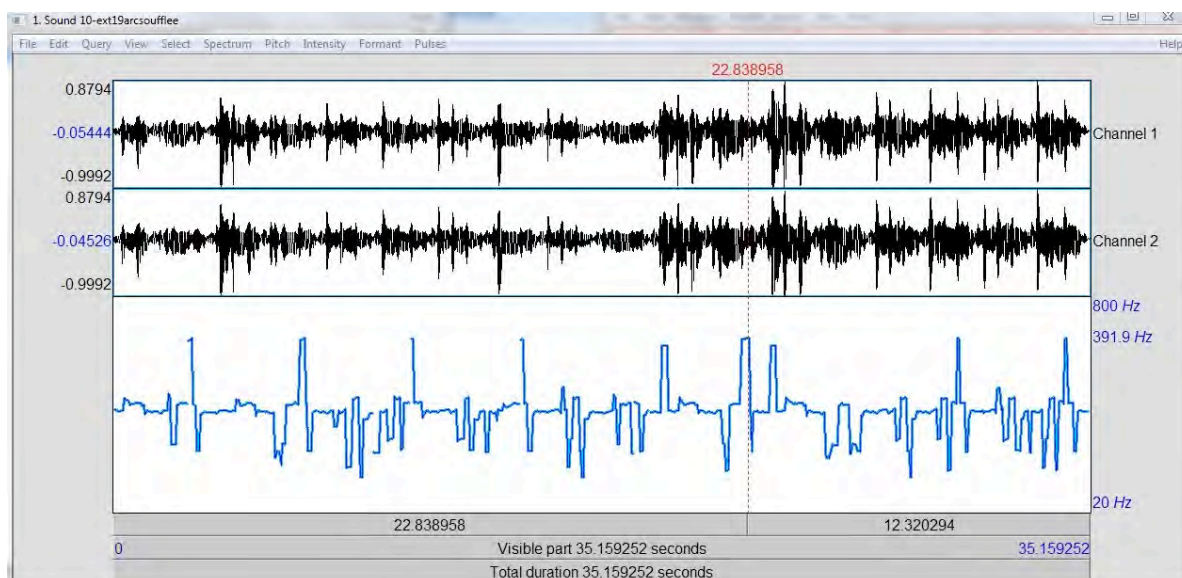 1. Sound 10-ext19arcsoufflee
File Edit Query View Select Spectrum Pitch Intensity Formant Pulses Help
22.838958
0.8794
-0.05444
Channel 1
-0.9992
0.8794
-0.04526
Channel 2
-0.9992
800 Hz
391.9 Hz
20 Hz
22.838958 12.320294
0 Visible part 35.159252 seconds 35.159252
Total duration 35.159252 seconds